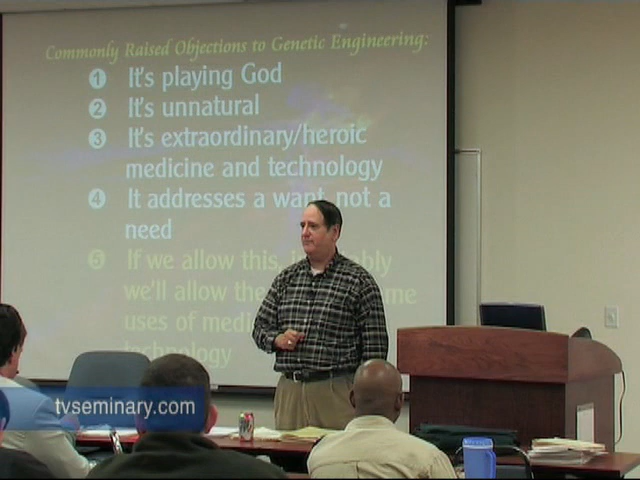 Commonly Raised Objections to Genetic Engineering:
1 It's playing God
2 It's unnatural
3 It's extraordinary/heroic
medicine and technology
4 It addresses a want not a
need
5 If we allow this,
we'll allow the
uses of
technology
tvseminary.com